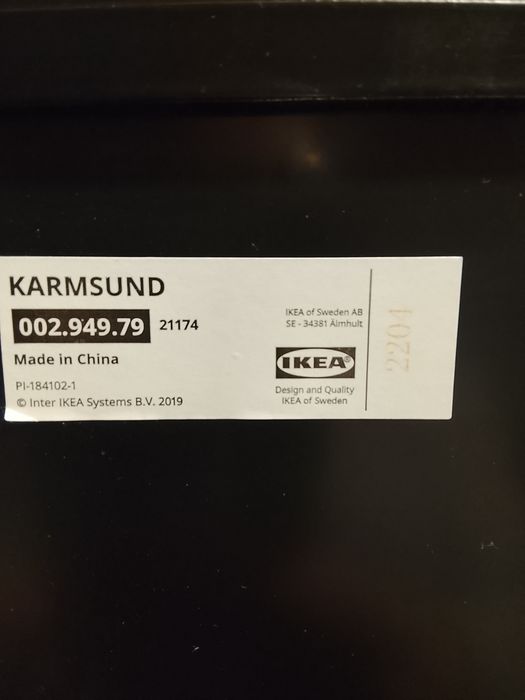 KARMSUND
002.949.79 21174
Made in China
PI-184102-1
© Inter IKEA Systems B.V. 2019
IKEA of Sweden AB
SE - 34381 Älmhult
IKEA®
Design and Quality
IKEA of Sweden
2204